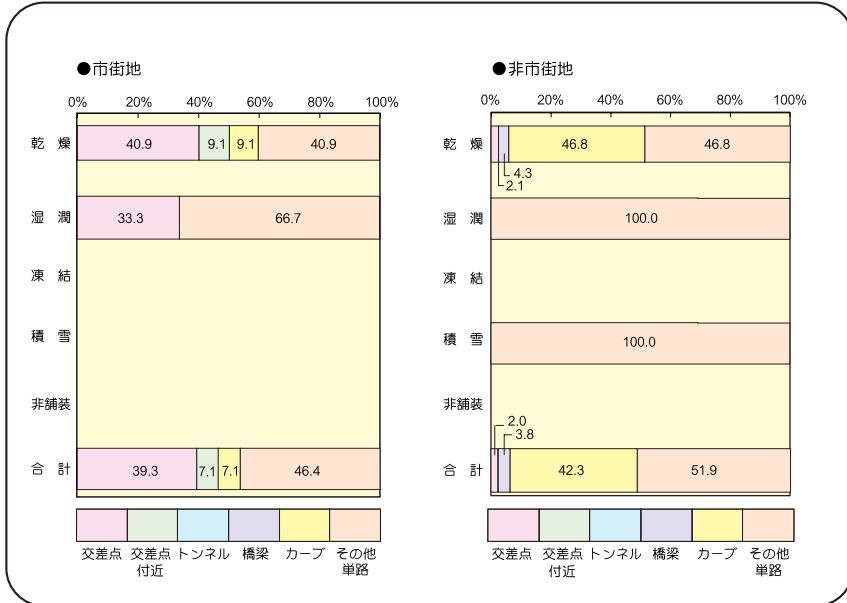 ●市街地
0% 20% 40% 60% 80% 100%
乾 燥 40.9 9.1 9.1 40.9
湿 潤 33.3 66.7
凍 結
積 雪
非舗装
合 計 39.3 7.1 7.1 46.4
交差点 交差点付近 トンネル 橋梁 カーブ その他単路
●非市街地
0% 20% 40% 60% 80% 100%
乾 燥 46.8 46.8
4.3
2.1
湿 潤 100.0
凍 結
積 雪 100.0
非舗装
2.0
3.8
合 計 42.3 51.9
交差点 交差点付近 トンネル 橋梁 カーブ その他単路